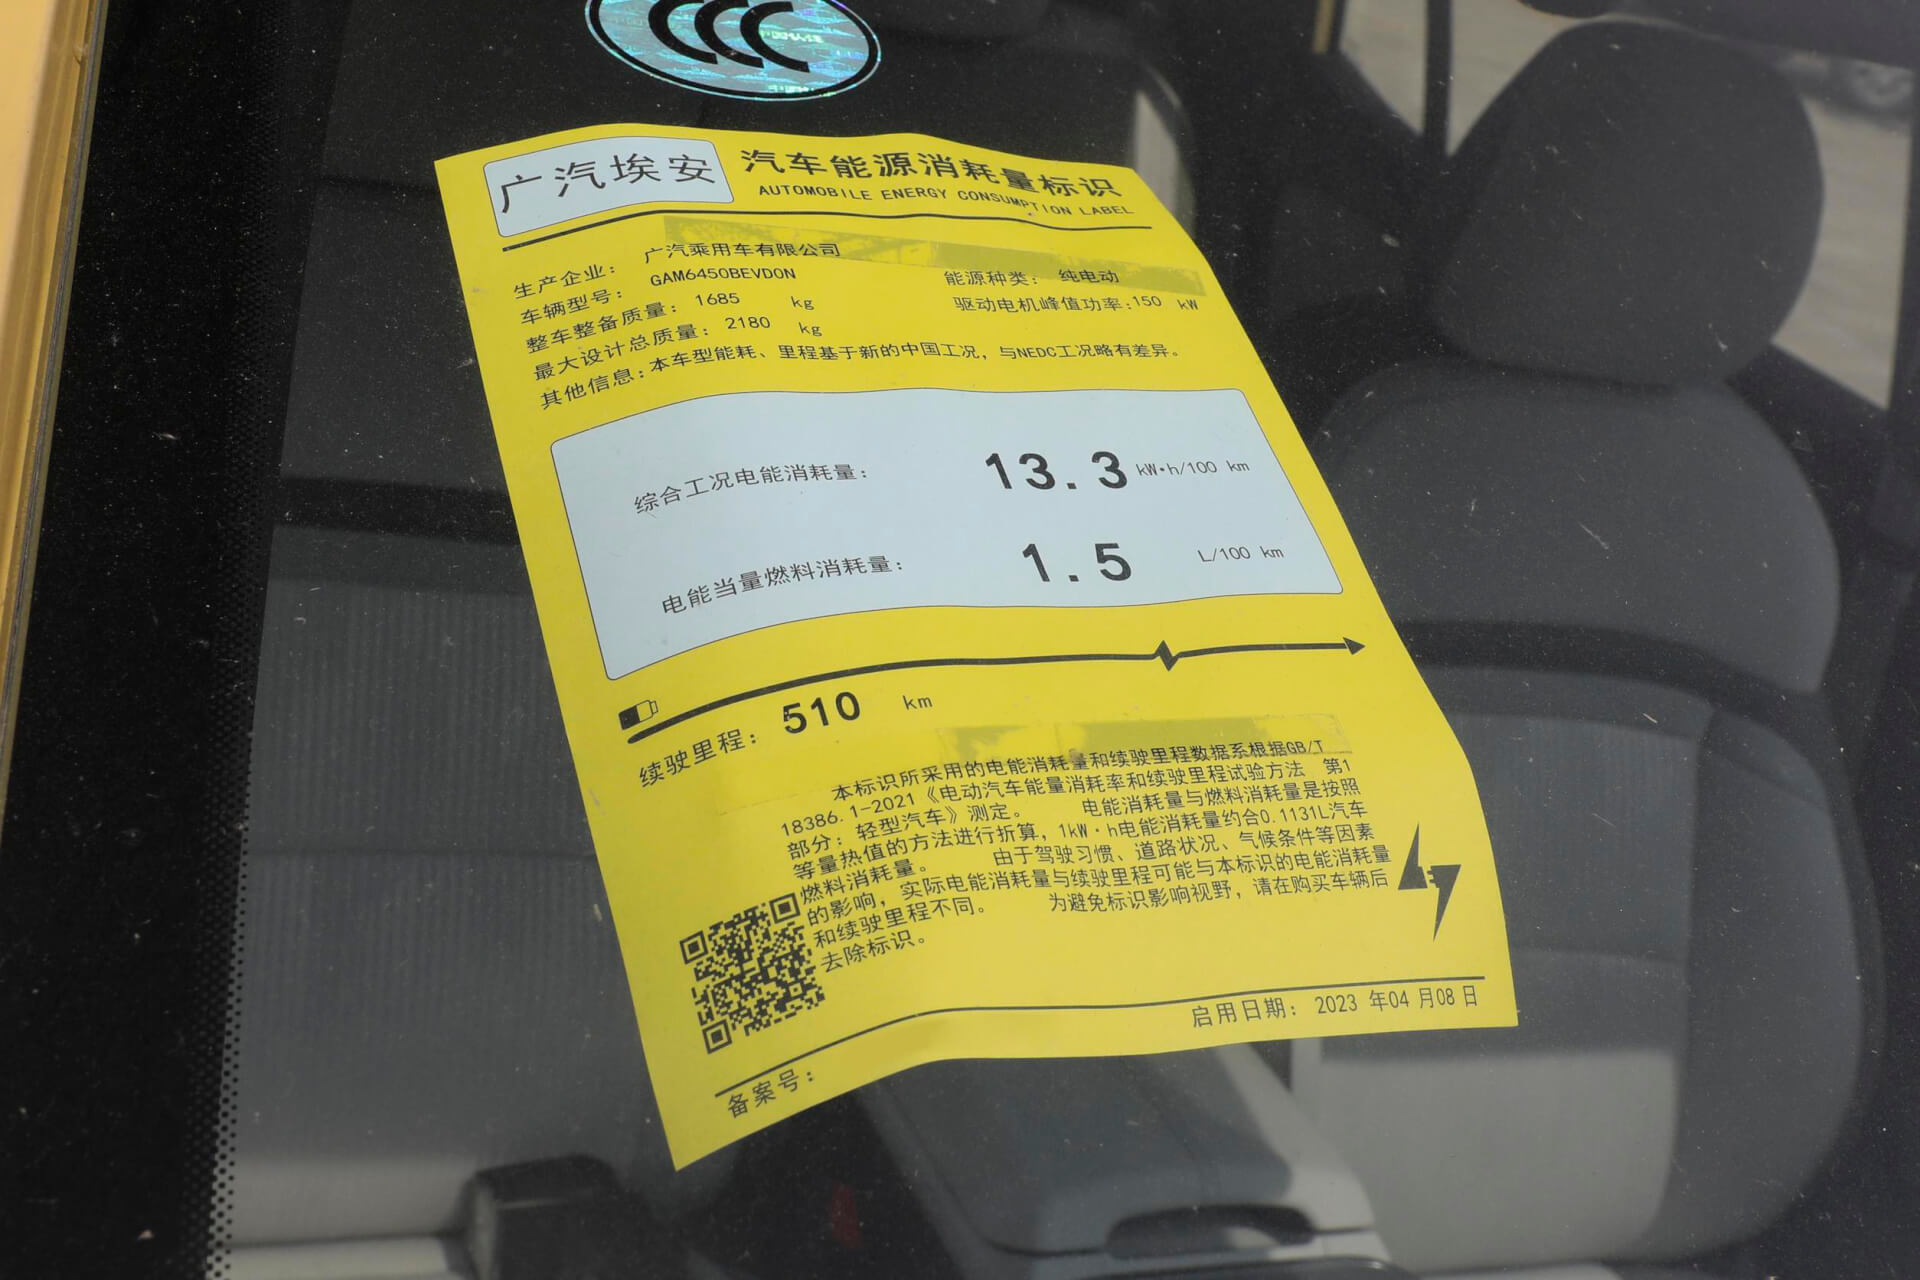 CCC
广汽埃安
汽车能源消耗量标识
AUTOMOBILE ENERGY CONSUMPTION LABEL
生产企业： 广汽乘用车有限公司
车辆型号： GAM6450BEVD0N 能源种类： 纯电动
整车整备质量： 1685 kg 驱动电机峰值功率：150 kW
最大设计总质量： 2180 kg
其他信息：本车型能耗、里程基于新的中国工况，与NEDC工况略有差异。
综合工况电能消耗量： 13.3 kW·h/100 km
电能当量燃料消耗量： 1.5 L/100 km
续驶里程： 510 km
本标识所采用的电能消耗量和续驶里程数据系根据GB/T
18386.1-2021《电动汽车能量消耗率和续驶里程试验方法 第1
部分：轻型汽车》测定。 电能消耗量与燃料消耗量是按照
等量热值的方法进行折算，1kW·h电能消耗量约合0.1131L汽车
燃料消耗量。 由于驾驶习惯、道路状况、气候条件等因素
的影响，实际电能消耗量与续驶里程可能与本标识的电能消耗量
和续驶里程不同。 为避免标识影响视野，请在购买车辆后
去除标识。
启用日期： 2023 年04 月08 日
备案号：